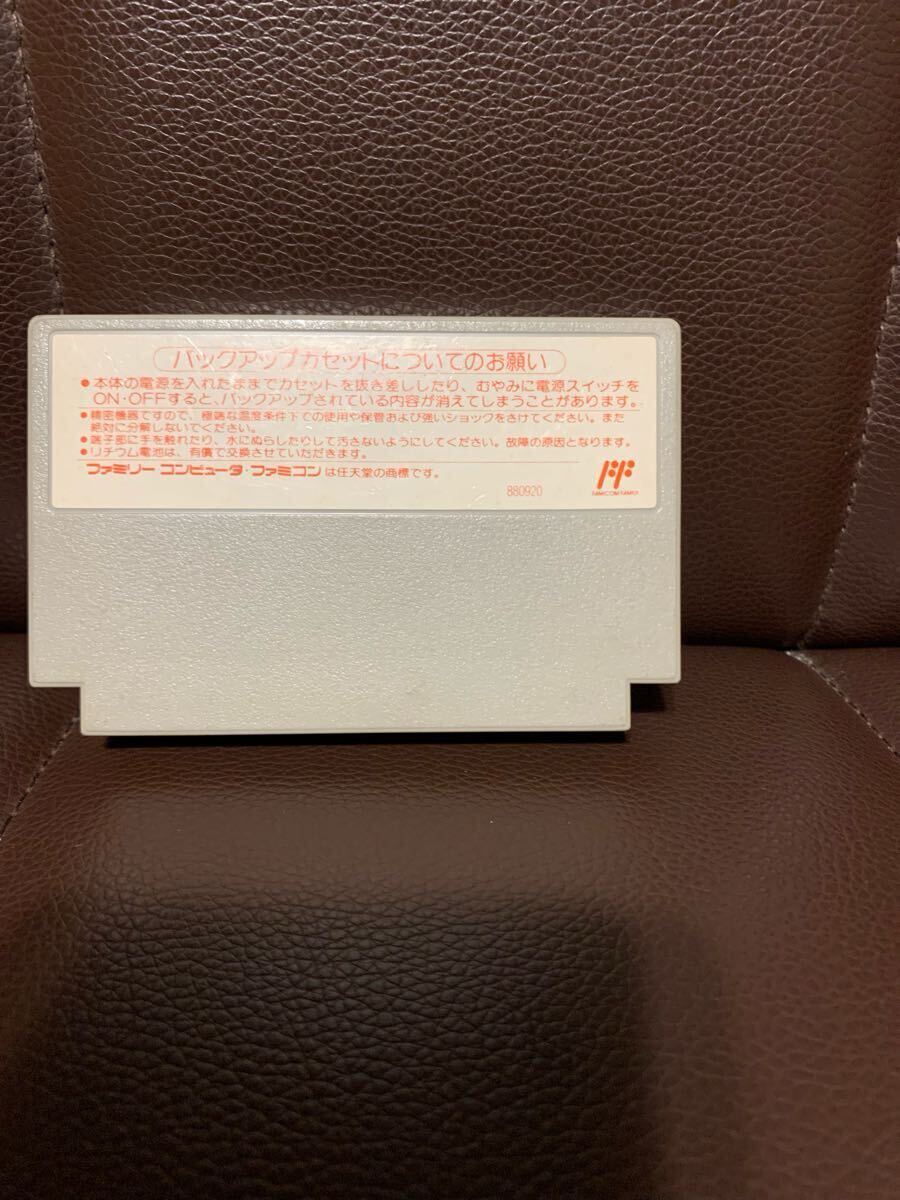 バックアップカセットについてのお願い
●本体の電源を入れたままでカセットを抜き差ししたり、むやみに電源スイッチを
ON・OFFすると、バックアップされている内容が消えてしまうことがあります。
●精密機器ですので、極端な温度条件下での使用や保管および強いショックをさけてください。また
絶対に分解しないでください。
●端子部に手を触れたり、水にぬらしたりして汚さないようにしてください。故障の原因となります。
●リチウム電池は、有償で交換させていただきます。
ファミリー コンピュータ・ファミコンは任天堂の商標です。
880920
FAMICOM FAMILY